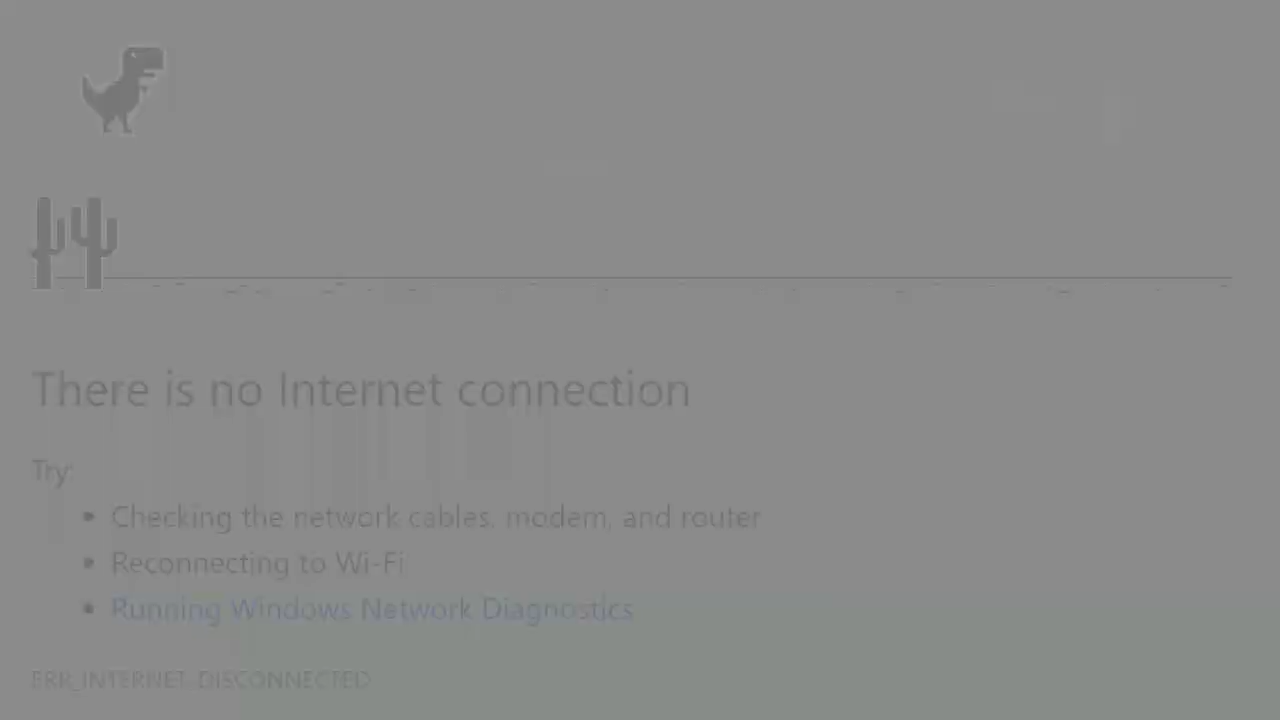 There is no Internet connection
Try:
• Checking the network cables, modem, and router
• Reconnecting to Wi-Fi
• Running Windows Network Diagnostics
ERR_INTERNET_DISCONNECTED